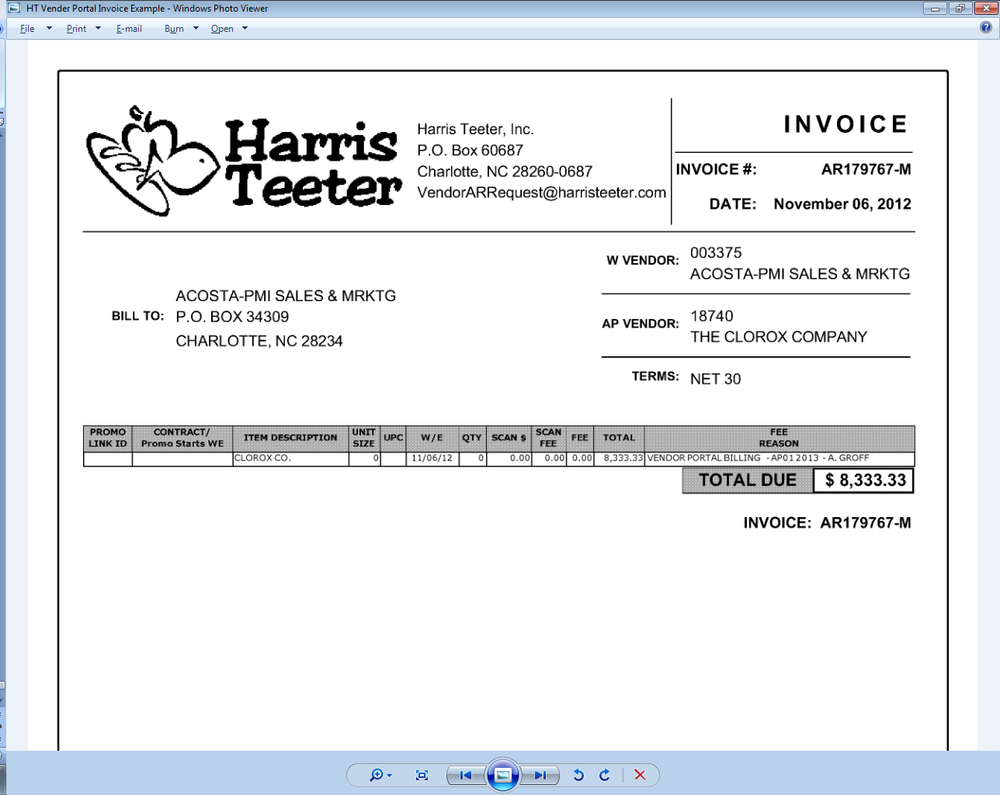 HT Vender Portal Invoice Example - Windows Photo Viewer
File Print E-mail Burn Open
Harris
Teeter
Harris Teeter, Inc.
P.O. Box 60687
Charlotte, NC 28260-0687
VendorARRequest@harristeeter.com
INVOICE
INVOICE #: AR179767-M
DATE: November 06, 2012
W VENDOR: 003375
ACOSTA-PMI SALES & MRKTG
BILL TO: ACOSTA-PMI SALES & MRKTG
P.O. BOX 34309
CHARLOTTE, NC 28234
AP VENDOR: 18740
THE CLOROX COMPANY
TERMS: NET 30
PROMO LINK ID CONTRACT/ Promo Starts WE ITEM DESCRIPTION UNIT SIZE UPC W/E QTY SCAN $ SCAN FEE FEE TOTAL FEE REASON
CLOROX CO. 0 11/06/12 0 0.00 0.00 0.00 8,333.33 VENDOR PORTAL BILLING - AP01 2013 - A. GROFF
TOTAL DUE $ 8,333.33
INVOICE: AR179767-M